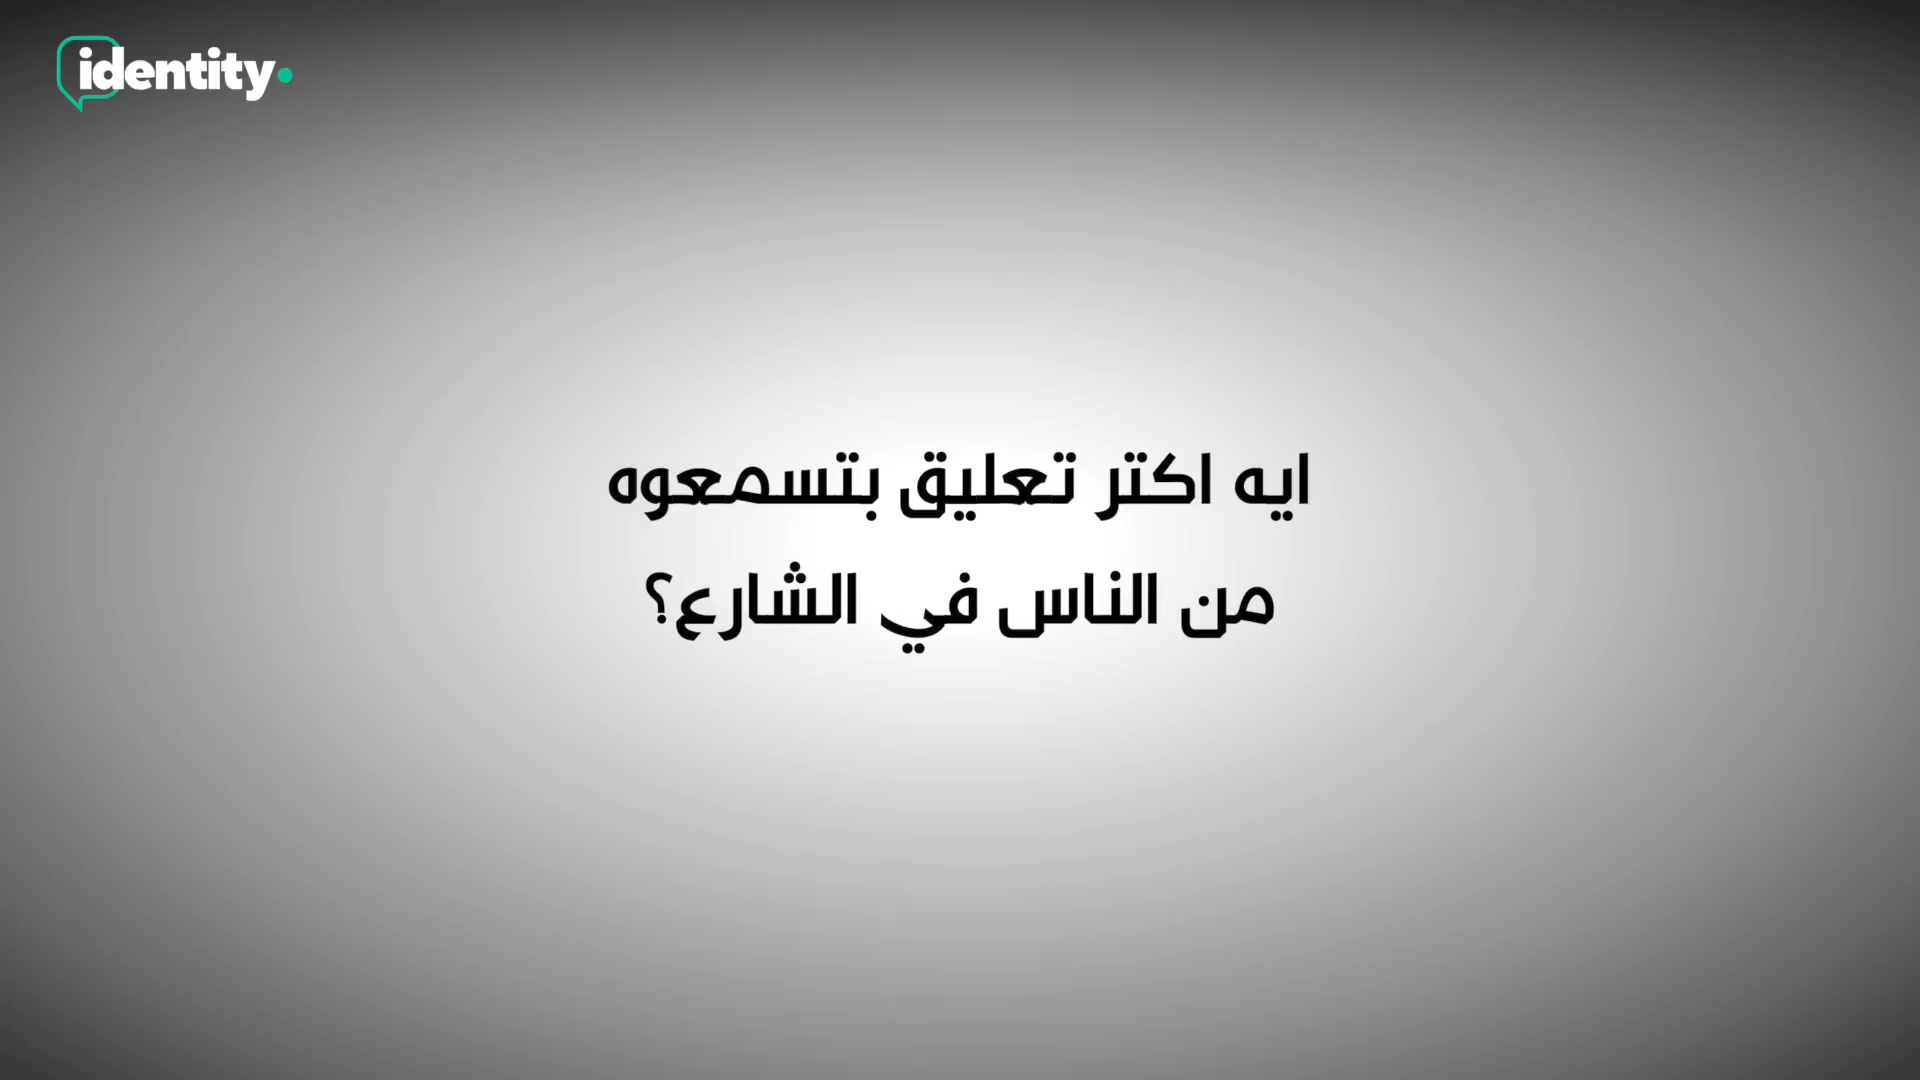 identity
ايه اكتر تعليق بتسمعوه
من الناس في الشارع؟